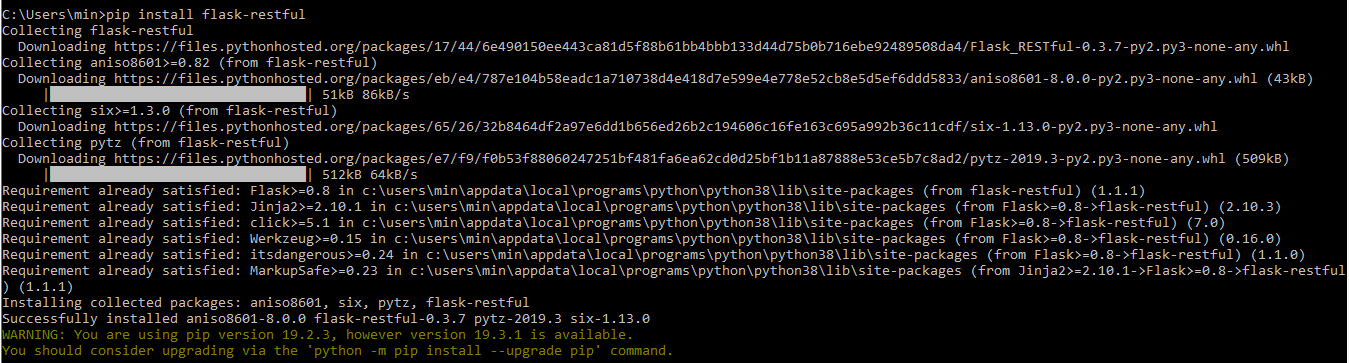 C:\Users\min>pip install flask-restful
Collecting flask-restful
  Downloading https://files.pythonhosted.org/packages/17/44/6e490150ee443ca81d5f88b61bb4bbb133d44d75b0b716ebe92489508da4/Flask_RESTful-0.3.7-py2.py3-none-any.whl
Collecting aniso8601>=0.82 (from flask-restful)
  Downloading https://files.pythonhosted.org/packages/eb/e4/787e104b58eadc1a710738d4e418d7e599e4e778e52cb8e5d5ef6ddd5833/aniso8601-8.0.0-py2.py3-none-any.whl (43kB)
     |████████████████████████████████| 51kB 86kB/s
Collecting six>=1.3.0 (from flask-restful)
  Downloading https://files.pythonhosted.org/packages/65/26/32b8464df2a97e6dd1b656ed26b2c194606c16fe163c695a992b36c11cdf/six-1.13.0-py2.py3-none-any.whl
Collecting pytz (from flask-restful)
  Downloading https://files.pythonhosted.org/packages/e7/f9/f0b53f88060247251bf481fa6ea62cd0d25bf1b11a87888e53ce5b7c8ad2/pytz-2019.3-py2.py3-none-any.whl (509kB)
     |████████████████████████████████| 512kB 64kB/s
Requirement already satisfied: Flask>=0.8 in c:\users\min\appdata\local\programs\python\python38\lib\site-packages (from flask-restful) (1.1.1)
Requirement already satisfied: Jinja2>=2.10.1 in c:\users\min\appdata\local\programs\python\python38\lib\site-packages (from Flask>=0.8->flask-restful) (2.10.3)
Requirement already satisfied: click>=5.1 in c:\users\min\appdata\local\programs\python\python38\lib\site-packages (from Flask>=0.8->flask-restful) (7.0)
Requirement already satisfied: Werkzeug>=0.15 in c:\users\min\appdata\local\programs\python\python38\lib\site-packages (from Flask>=0.8->flask-restful) (0.16.0)
Requirement already satisfied: itsdangerous>=0.24 in c:\users\min\appdata\local\programs\python\python38\lib\site-packages (from Flask>=0.8->flask-restful) (1.1.0)
Requirement already satisfied: MarkupSafe>=0.23 in c:\users\min\appdata\local\programs\python\python38\lib\site-packages (from Jinja2>=2.10.1->Flask>=0.8->flask-restful
) (1.1.1)
Installing collected packages: aniso8601, six, pytz, flask-restful
Successfully installed aniso8601-8.0.0 flask-restful-0.3.7 pytz-2019.3 six-1.13.0
WARNING: You are using pip version 19.2.3, however version 19.3.1 is available.
You should consider upgrading via the 'python -m pip install --upgrade pip' command.